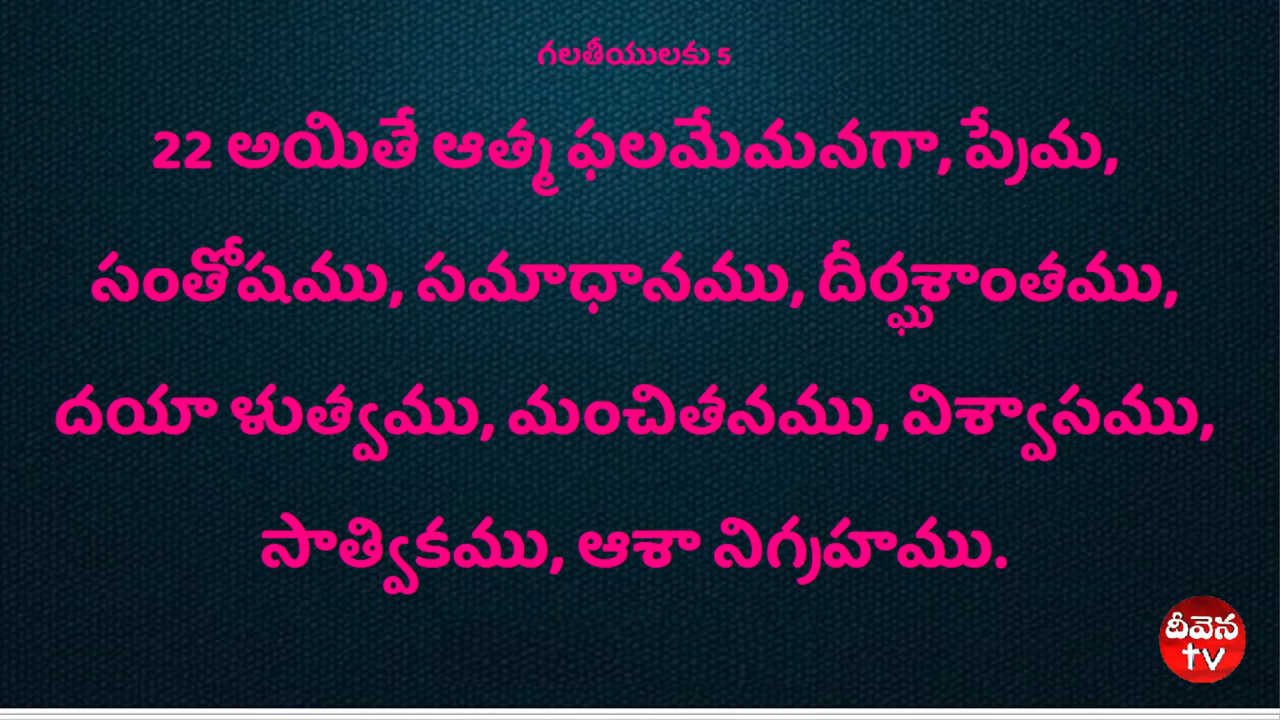 గలతీయులకు 5
22 అయితే ఆత్మ ఫలమేమనగా, ప్రేమ,
సంతోషము, సమాధానము, దీర్ఘశాంతము,
దయా ళుత్వము, మంచితనము, విశ్వాసము,
సాత్వికము, ఆశా నిగ్రహము.
దీవెన
tv